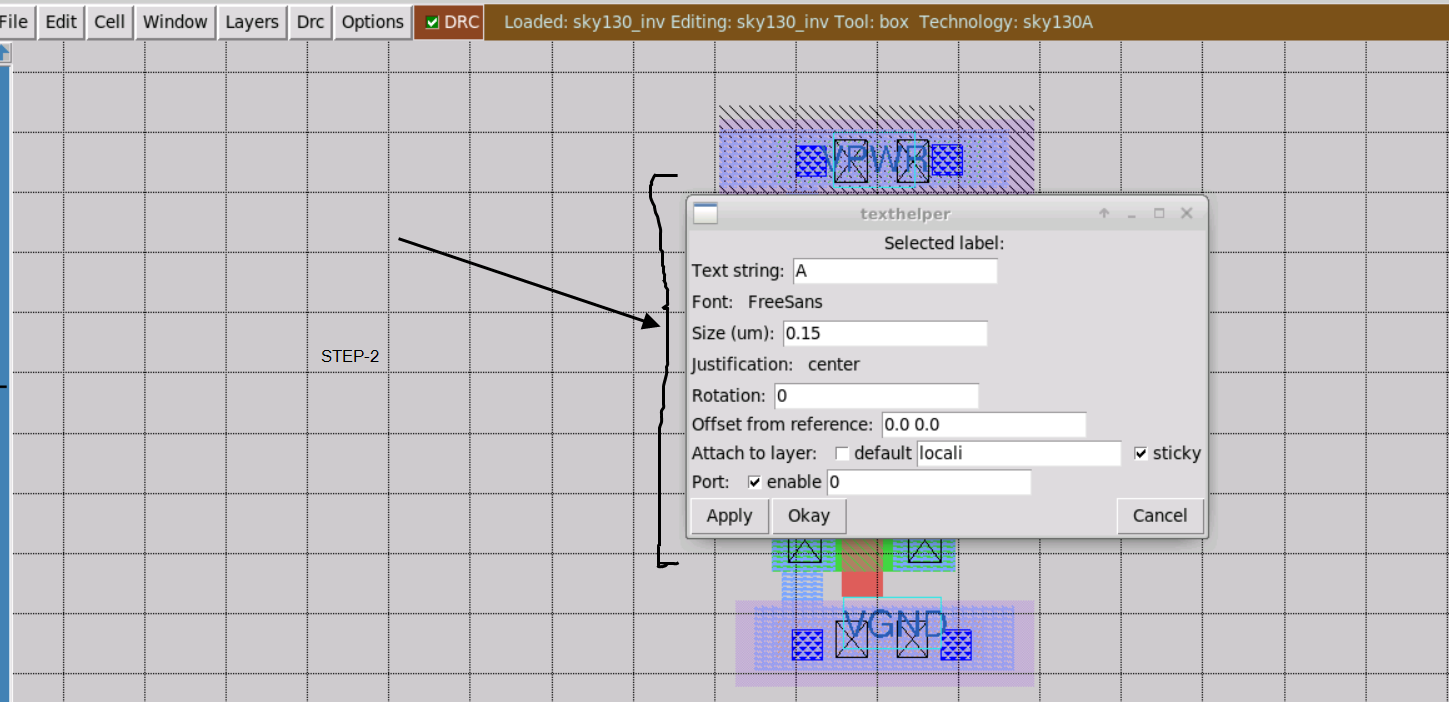 File Edit Cell Window Layers Drc Options DRC Loaded: sky130_inv Editing: sky130_inv Tool: box Technology: sky130A
VPWR
texthelper
Selected label:
Text string: A
Font: FreeSans
Size (um): 0.15
STEP-2
Justification: center
Rotation: 0
Offset from reference: 0.0 0.0
Attach to layer: default locali sticky
Port: enable 0
Apply Okay Cancel
VGND